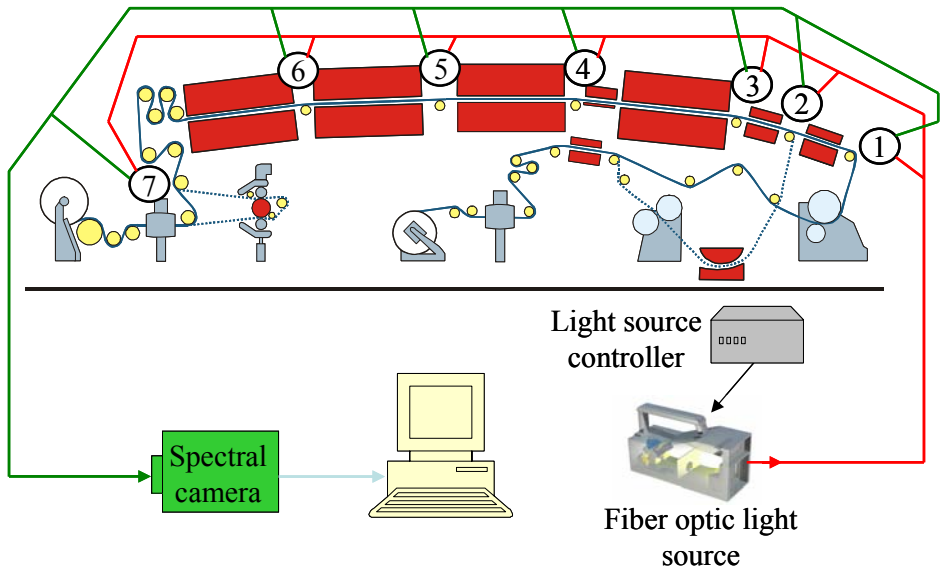 6
5
4
3
2
1
7
Light source
controller
Spectral
camera
Fiber optic light
source